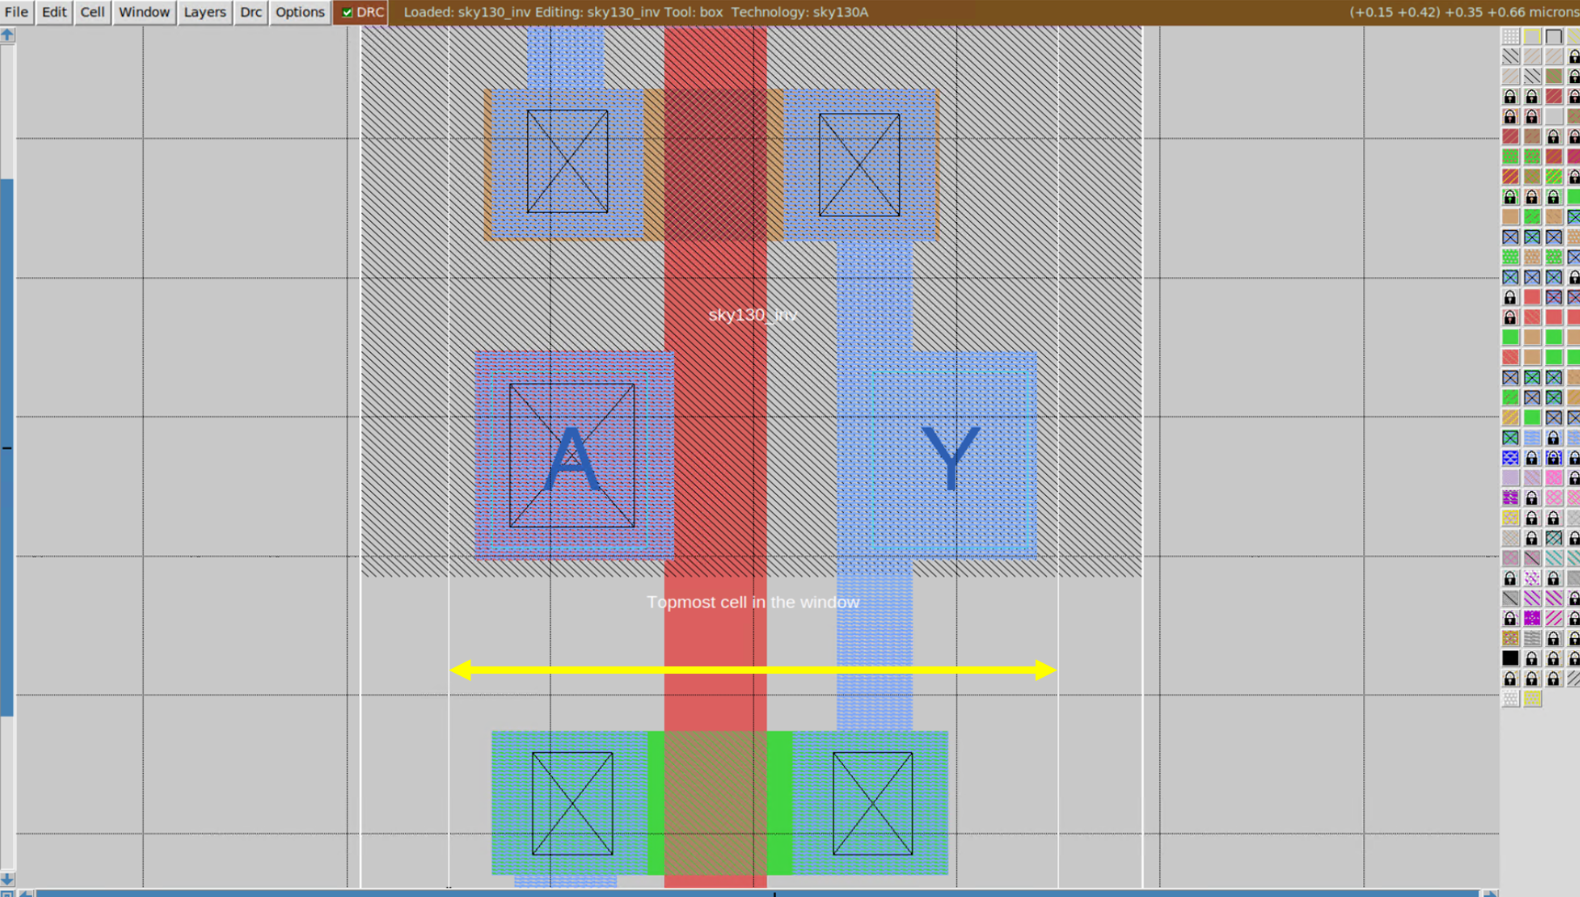 File Edit Cell Window Layers Drc Options DRC Loaded: sky130_inv Editing: sky130_inv Tool: box Technology: sky130A (+0.15 +0.42) +0.35 +0.66 microns
sky130_inv
A Y
Topmost cell in the window